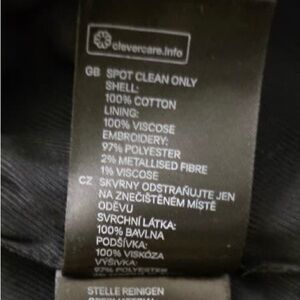 clevercare.info
GB SPOT CLEAN ONLY
SHELL:
100% COTTON
LINING:
100% VISCOSE
EMBROIDERY:
97% POLYESTER
2% METALLISED FIBRE
1% VISCOSE
CZ SKVRNY ODSTRAŇUJTE JEN
NA ZNEČIŠTĚNÉM MÍSTĚ
ODĚVU
SVRCHNÍ LÁTKA:
100% BAVLNA
PODŠÍVKA:
100% VISKÓZA
VÝŠIVKA:
97% POLYESTER
STELLE REINIGEN